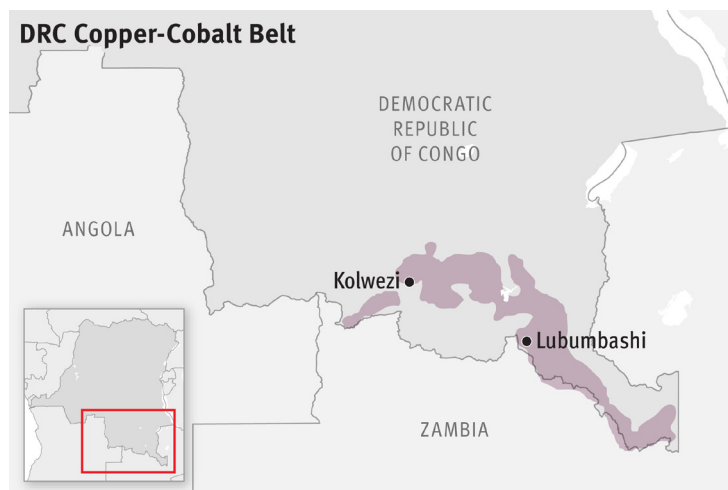 DRC Copper-Cobalt Belt
DEMOCRATIC
REPUBLIC
OF CONGO
ANGOLA
Kolwezi
Lubumbashi
ZAMBIA